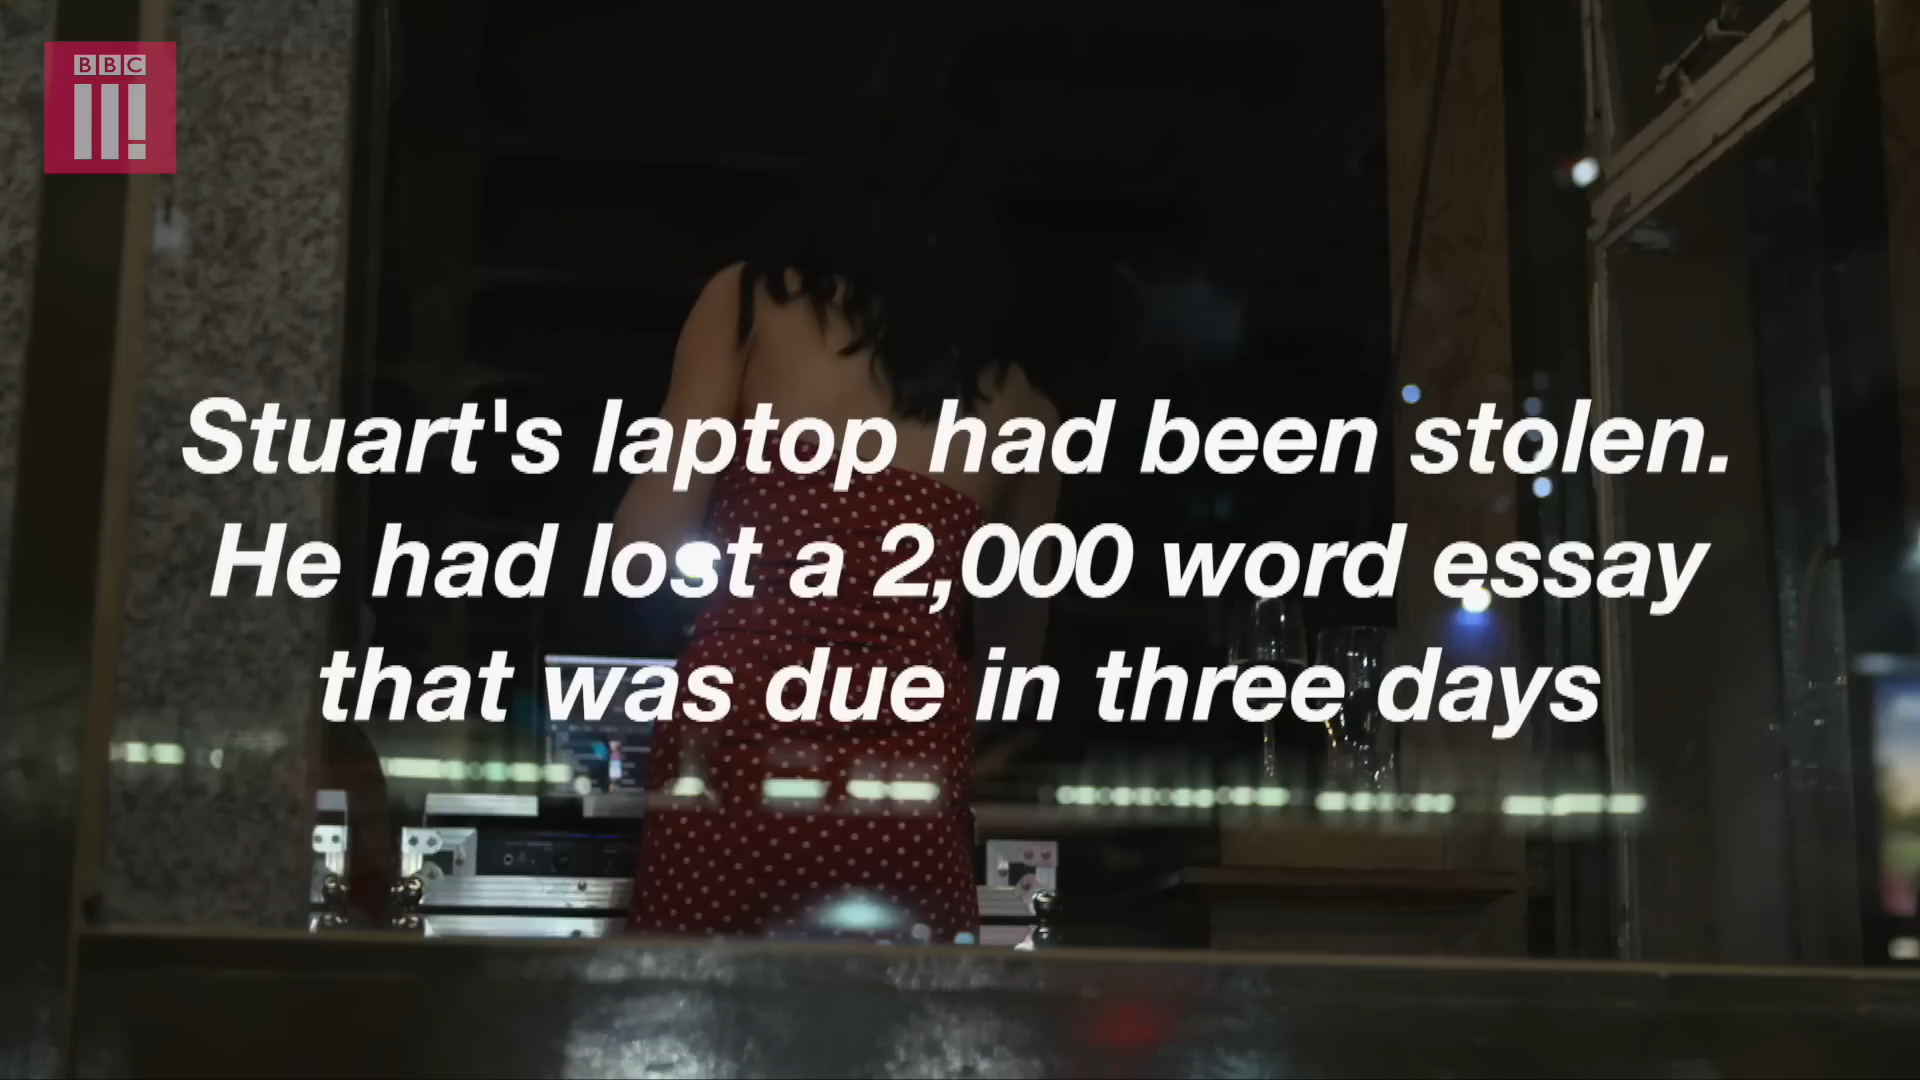 BBC
III!
Stuart's laptop had been stolen.
He had lost a 2,000 word essay
that was due in three days